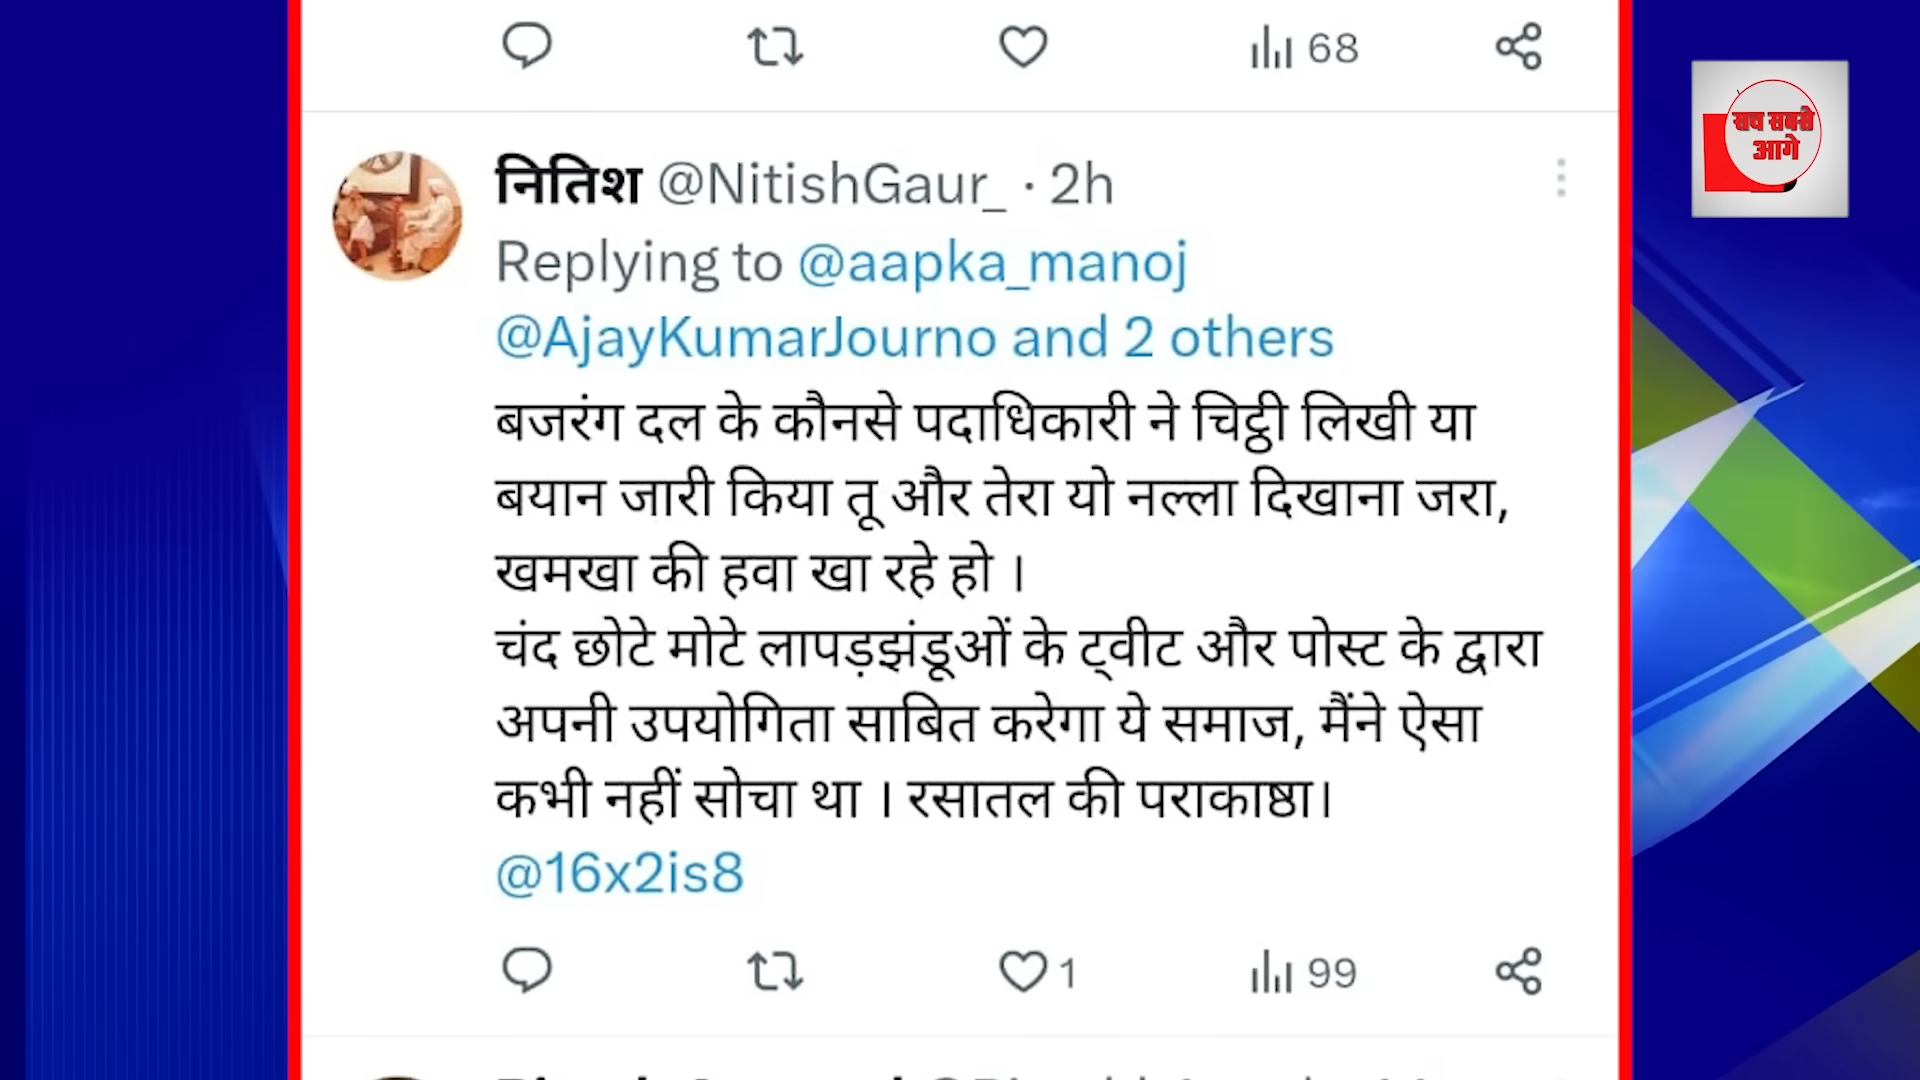 68
सच सबसे
आगे
नितिश @NitishGaur_ · 2h
Replying to @aapka_manoj
@AjayKumarJourno and 2 others
बजरंग दल के कौनसे पदाधिकारी ने चिट्ठी लिखी या
बयान जारी किया तू और तेरा यो नल्ला दिखाना जरा,
खमखा की हवा खा रहे हो ।
चंद छोटे मोटे लापड़झंडूओं के ट्वीट और पोस्ट के द्वारा
अपनी उपयोगिता साबित करेगा ये समाज, मैंने ऐसा
कभी नहीं सोचा था । रसातल की पराकाष्ठा।
@16x2is8
1 99